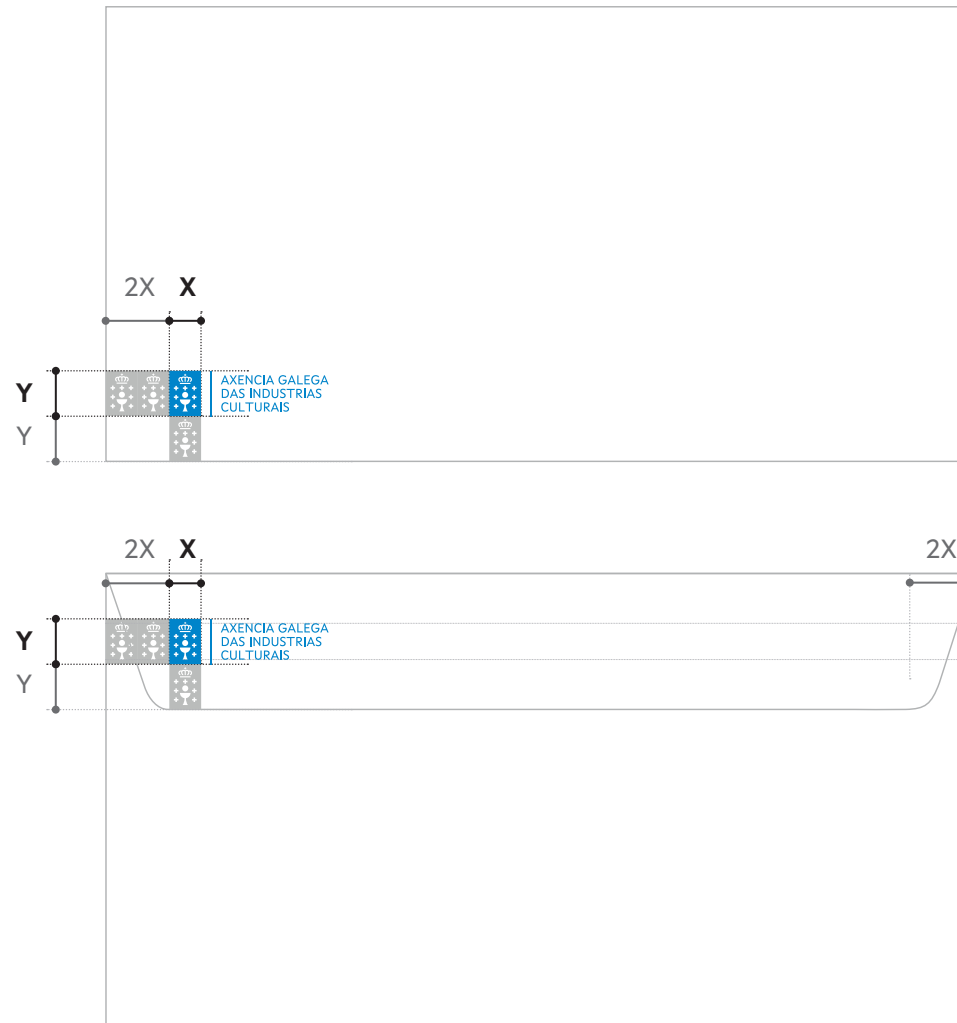 2X X
Y
Y
AXENCIA GALEGA
DAS INDUSTRIAS
CULTURAIS
2X X
2X
Y
Y
AXENCIA GALEGA
DAS INDUSTRIAS
CULTURAIS